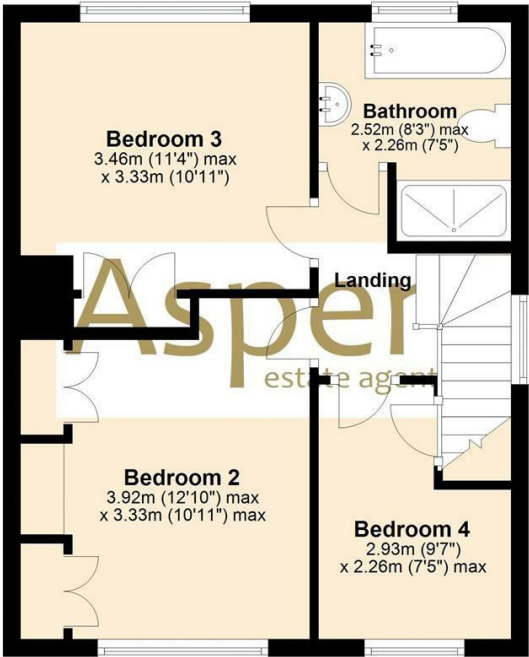 Bedroom 3
3.46m (11'4") max
x 3.33m (10'11")
Bathroom
2.52m (8'3") max
x 2.26m (7'5")
Landing
Asper
estate agent
Bedroom 2
3.92m (12'10") max
x 3.33m (10'11") max
Bedroom 4
2.93m (9'7")
x 2.26m (7'5") max